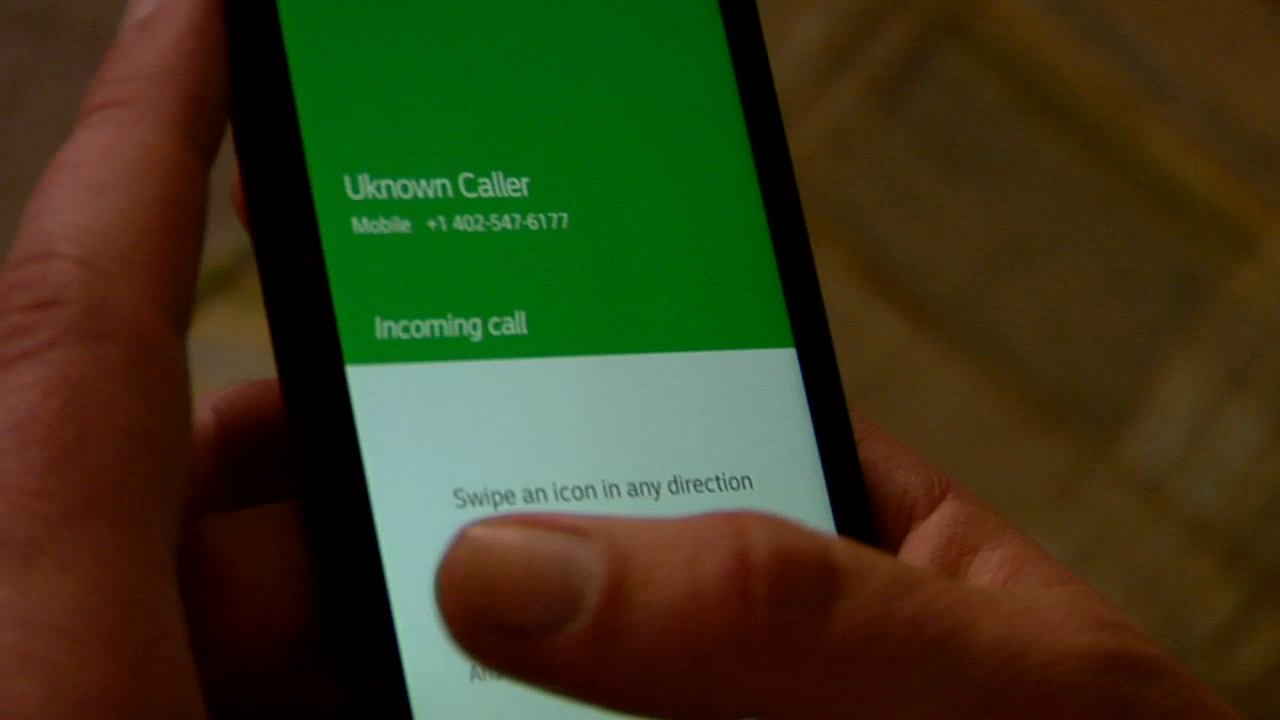 Uknown Caller
Mobile +1 402-547-6177
Incoming call
Swipe an icon in any direction